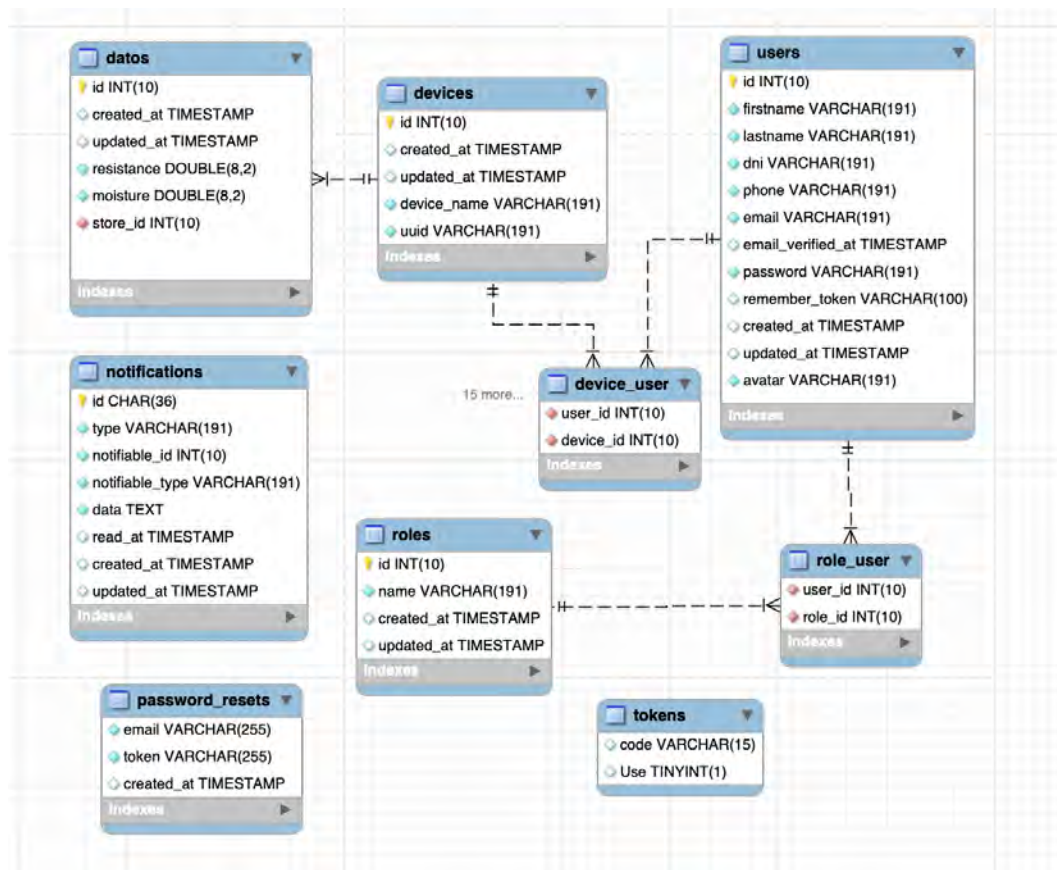 datos
id INT(10)
created_at TIMESTAMP
updated_at TIMESTAMP
resistance DOUBLE(8,2)
moisture DOUBLE(8,2)
store_id INT(10)
Indexes
devices
id INT(10)
created_at TIMESTAMP
updated_at TIMESTAMP
device_name VARCHAR(191)
uuid VARCHAR(191)
Indexes
users
id INT(10)
firstname VARCHAR(191)
lastname VARCHAR(191)
dni VARCHAR(191)
phone VARCHAR(191)
email VARCHAR(191)
email_verified_at TIMESTAMP
password VARCHAR(191)
remember_token VARCHAR(100)
created_at TIMESTAMP
updated_at TIMESTAMP
avatar VARCHAR(191)
Indexes
notifications
id CHAR(36)
type VARCHAR(191)
notifiable_id INT(10)
notifiable_type VARCHAR(191)
data TEXT
read_at TIMESTAMP
created_at TIMESTAMP
updated_at TIMESTAMP
Indexes
15 more...
device_user
user_id INT(10)
device_id INT(10)
Indexes
roles
id INT(10)
name VARCHAR(191)
created_at TIMESTAMP
updated_at TIMESTAMP
Indexes
role_user
user_id INT(10)
role_id INT(10)
Indexes
password_resets
email VARCHAR(255)
token VARCHAR(255)
created_at TIMESTAMP
Indexes
tokens
code VARCHAR(15)
Use TINYINT(1)